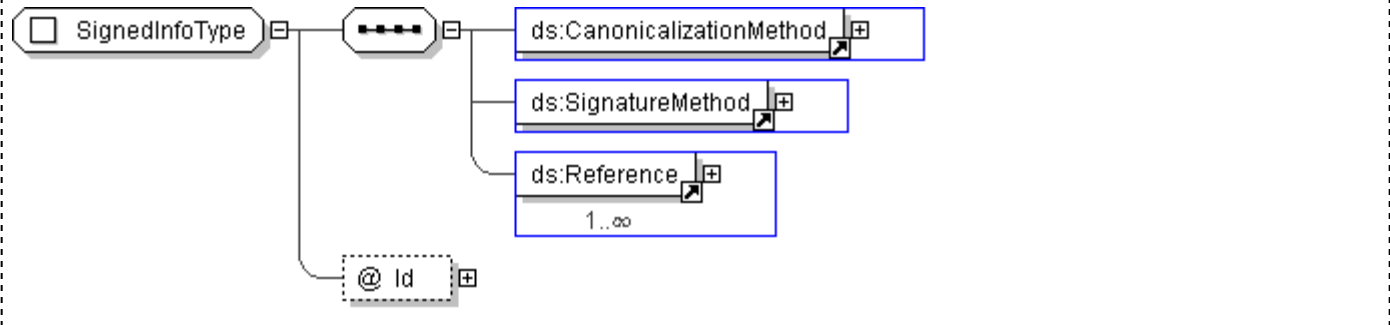 SignedInfoType
ds:CanonicalizationMethod
ds:SignatureMethod
ds:Reference
1..∞
@ Id